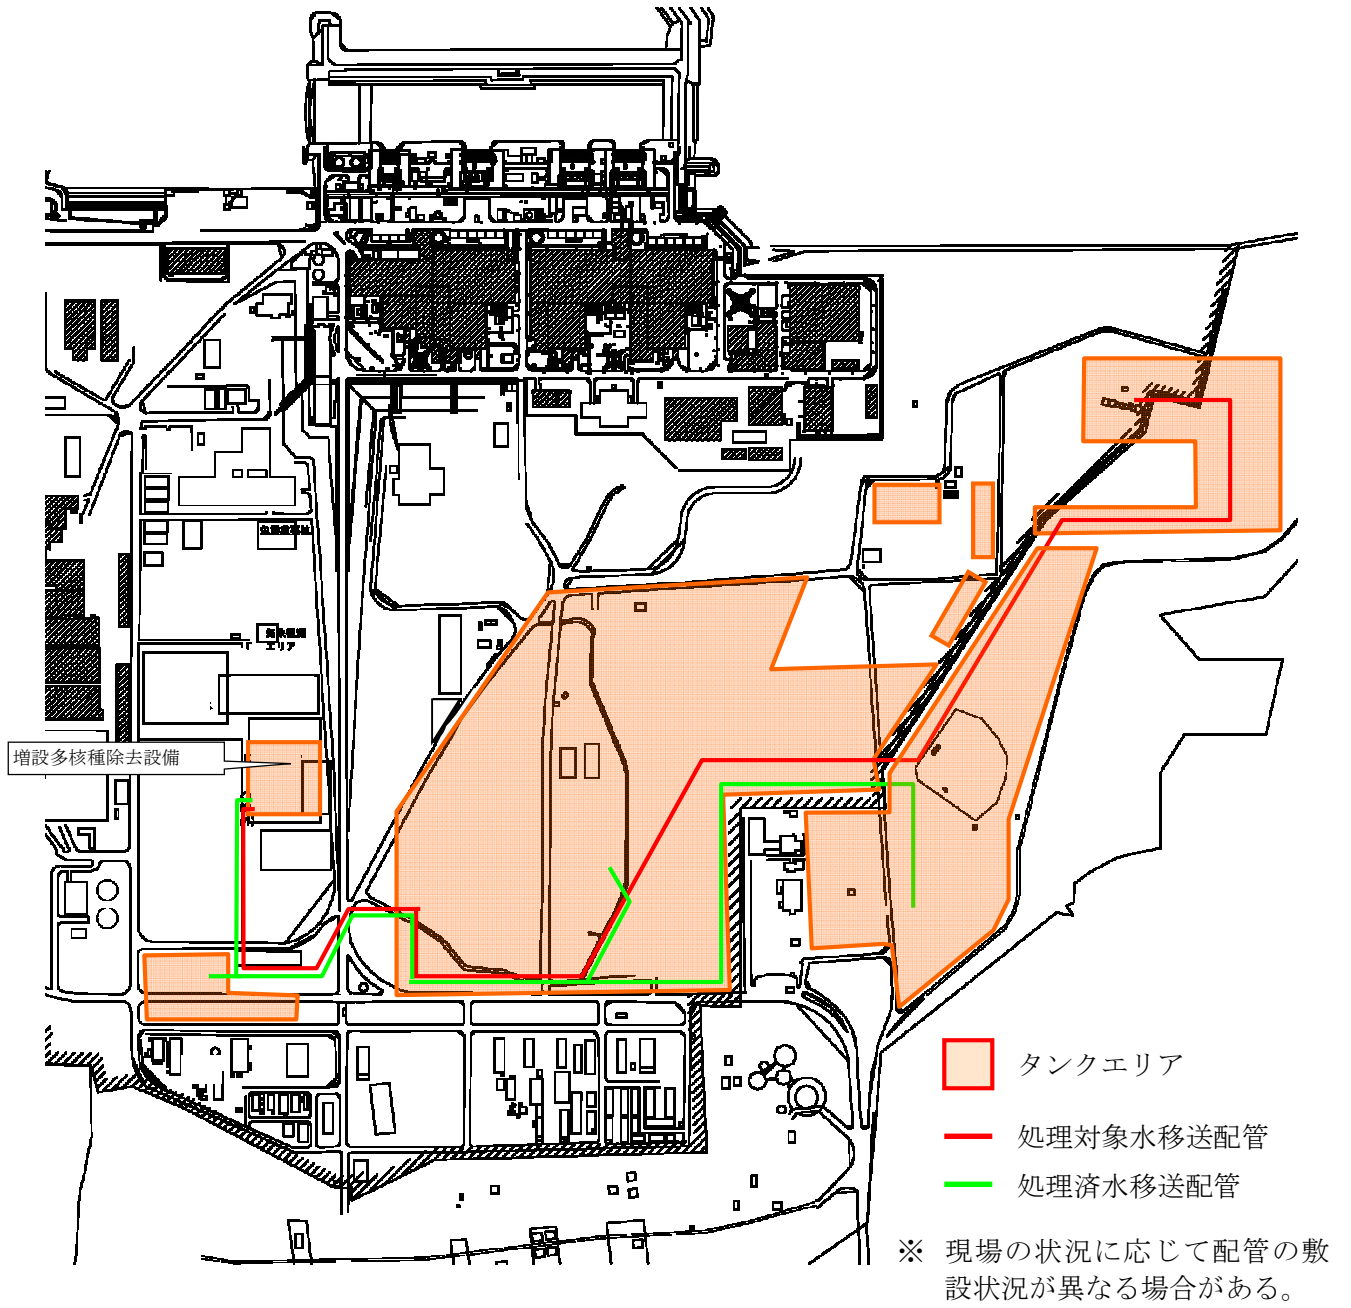 増設多核種除去設備
エリア
タンクエリア
処理対象水移送配管
処理済水移送配管
※ 現場の状況に応じて配管の敷
設状況が異なる場合がある。